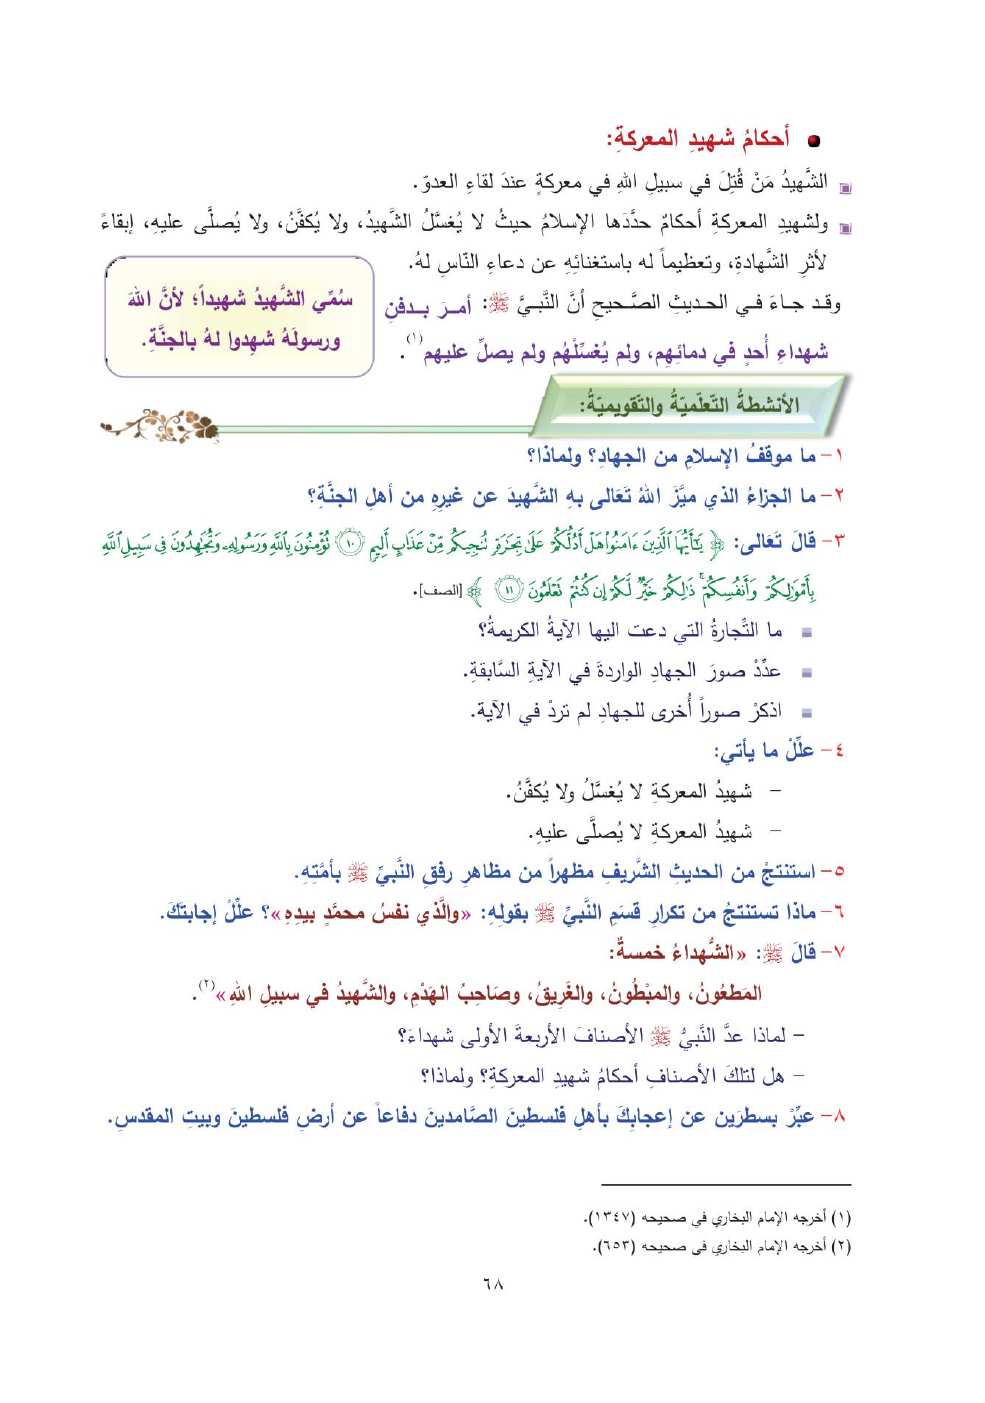 أحكامُ شهيدِ المعركةِ:
الشَّهيدُ مَنْ قُتِلَ في سبيلِ اللهِ في معركةٍ عندَ لقاءِ العدوّ.
ولشهيدِ المعركةِ أحكامٌ حدَّدَها الإسلامُ حيثُ لا يُغسَّلُ الشَّهيدُ، ولا يُكفَّنُ، ولا يُصلَّى عليهِ، إبقاءً
لأثرِ الشَّهادةِ، وتعظيماً له باستغنائِهِ عن دعاءِ النّاسِ لهُ.
وقد جاءَ في الحديثِ الصَّحيحِ أنَّ النَّبيَّ ﷺ: أمرَ بدفنِ
شهداءِ أُحدٍ في دمائِهم، ولم يُغسِّلْهُم ولم يصلِّ عليهم(١).
سُمِّي الشَّهيدُ شهيداً؛ لأنَّ اللهَ
ورسولَهُ شهِدوا لهُ بالجنَّةِ.
الأنشطةُ التّعلّميّةُ والتّقويميّةُ:
١- ما موقفُ الإسلامِ من الجهادِ؟ ولماذا؟
٢- ما الجزاءُ الذي ميَّزَ اللهُ تَعَالى بهِ الشَّهيدَ عن غيرِهِ من أهلِ الجنَّةِ؟
٣- قالَ تَعَالى: ﴿ يَٰٓأَيُّهَا ٱلَّذِينَ ءَامَنُوا۟ هَلْ أَدُلُّكُمْ عَلَىٰ تِجَٰرَةٍ تُنجِيكُم مِّنْ عَذَابٍ أَلِيمٍ ۝١٠ تُؤْمِنُونَ بِٱللَّهِ وَرَسُولِهِۦ وَتُجَٰهِدُونَ فِى سَبِيلِ ٱللَّهِ
بِأَمْوَٰلِكُمْ وَأَنفُسِكُمْ ۚ ذَٰلِكُمْ خَيْرٌ لَّكُمْ إِن كُنتُمْ تَعْلَمُونَ ۝١١ ﴾ [الصف].
ما التِّجارةُ التي دعت اليها الآيةُ الكريمةُ؟
عدِّدْ صورَ الجهادِ الواردةَ في الآيةِ السَّابقةِ.
اذكرْ صوراً أُخرى للجهادِ لم تردْ في الآية.
٤- علِّلْ ما يأتي:
- شهيدُ المعركةِ لا يُغسَّلُ ولا يُكفَّنُ.
- شهيدُ المعركةِ لا يُصلَّى عليهِ.
٥- استنتجْ من الحديثِ الشَّريفِ مظهراً من مظاهرِ رفقِ النَّبيِّ ﷺ بأمَّتِهِ.
٦- ماذا تستنتجُ من تكرارِ قسَمِ النَّبيِّ ﷺ بقولِهِ: «والَّذي نفسُ محمَّدٍ بيدِهِ»؟ علِّلْ إجابتَكَ.
٧- قالَ ﷺ: «الشُّهداءُ خمسةٌ:
المَطعُونُ، والمبْطُونُ، والغَريقُ، وصَاحِبُ الهَدْمِ، والشَّهيدُ في سبيلِ اللهِ»(٢).
- لماذا عدَّ النَّبيُّ ﷺ الأصنافَ الأربعةَ الأولى شهداءَ؟
- هل لتلكَ الأصنافِ أحكامُ شهيدِ المعركةِ؟ ولماذا؟
٨- عبِّرْ بسطرَين عن إعجابِكَ بأهلِ فلسطينَ الصَّامدينَ دفاعاً عن أرضِ فلسطينَ وبيتِ المقدسِ.
(١) أخرجه الإمام البخاري في صحيحه (١٣٤٧).
(٢) أخرجه الإمام البخاري في صحيحه (٦٥٣).
٦٨